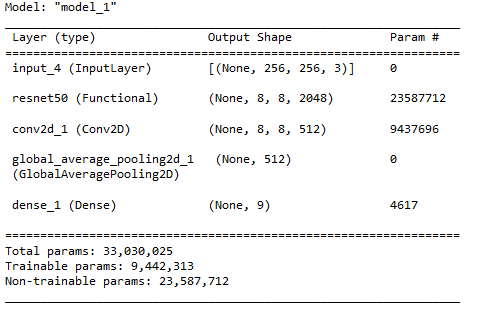 Model: "model_1"
Layer (type) Output Shape Param #
input_4 (InputLayer) [(None, 256, 256, 3)] 0
resnet50 (Functional) (None, 8, 8, 2048) 23587712
conv2d_1 (Conv2D) (None, 8, 8, 512) 9437696
global_average_pooling2d_1 (None, 512) 0
(GlobalAveragePooling2D)
dense_1 (Dense) (None, 9) 4617
Total params: 33,030,025
Trainable params: 9,442,313
Non-trainable params: 23,587,712